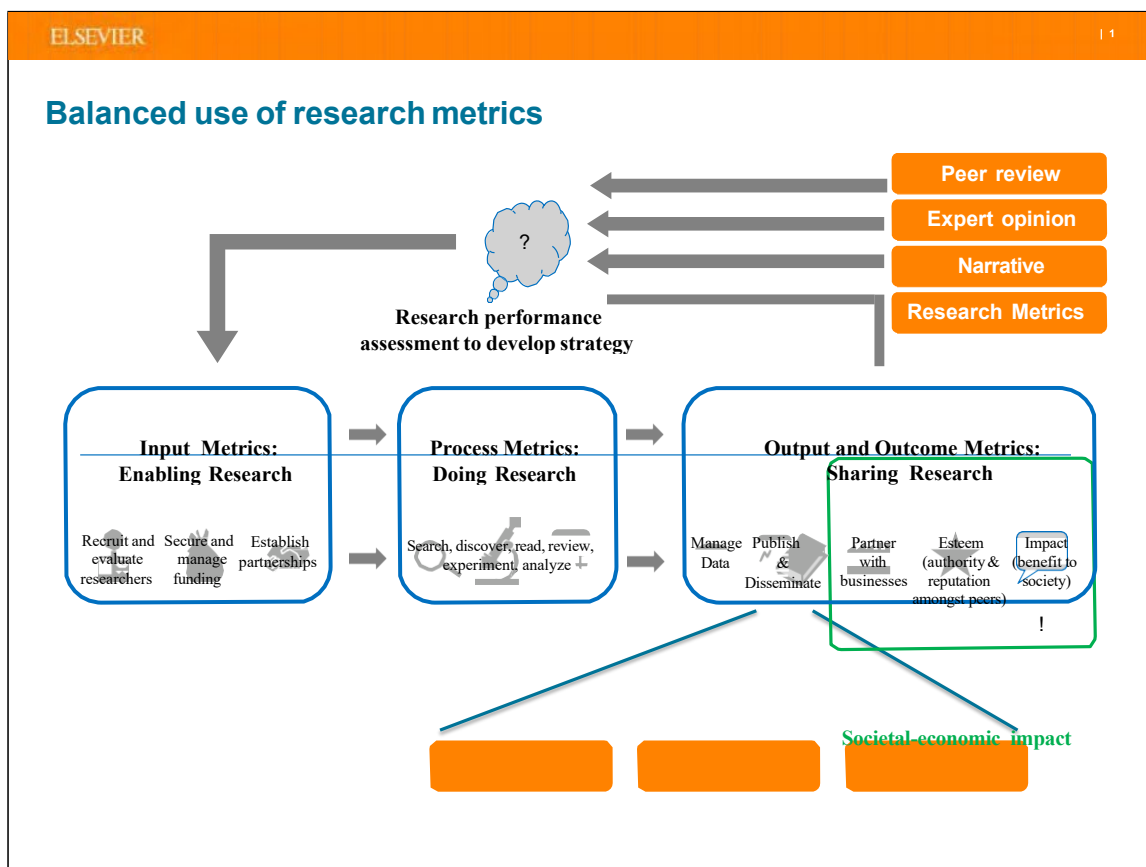 ELSEVIER
| 1
Balanced use of research metrics
Peer review
Expert opinion
Narrative
Research Metrics
?
Research performance
assessment to develop strategy
Input Metrics:
Enabling Research
Process Metrics:
Doing Research
Output and Outcome Metrics:
Sharing Research
Recruit and
evaluate
researchers
Secure and
manage
funding
Establish
partnerships
Search, discover, read, review,
experiment, analyze
Manage
Data
Publish
&
Disseminate
Partner
with
businesses
Esteem
(authority &
reputation
amongst peers)
Impact
(benefit to
society)
!
Societal-economic impact